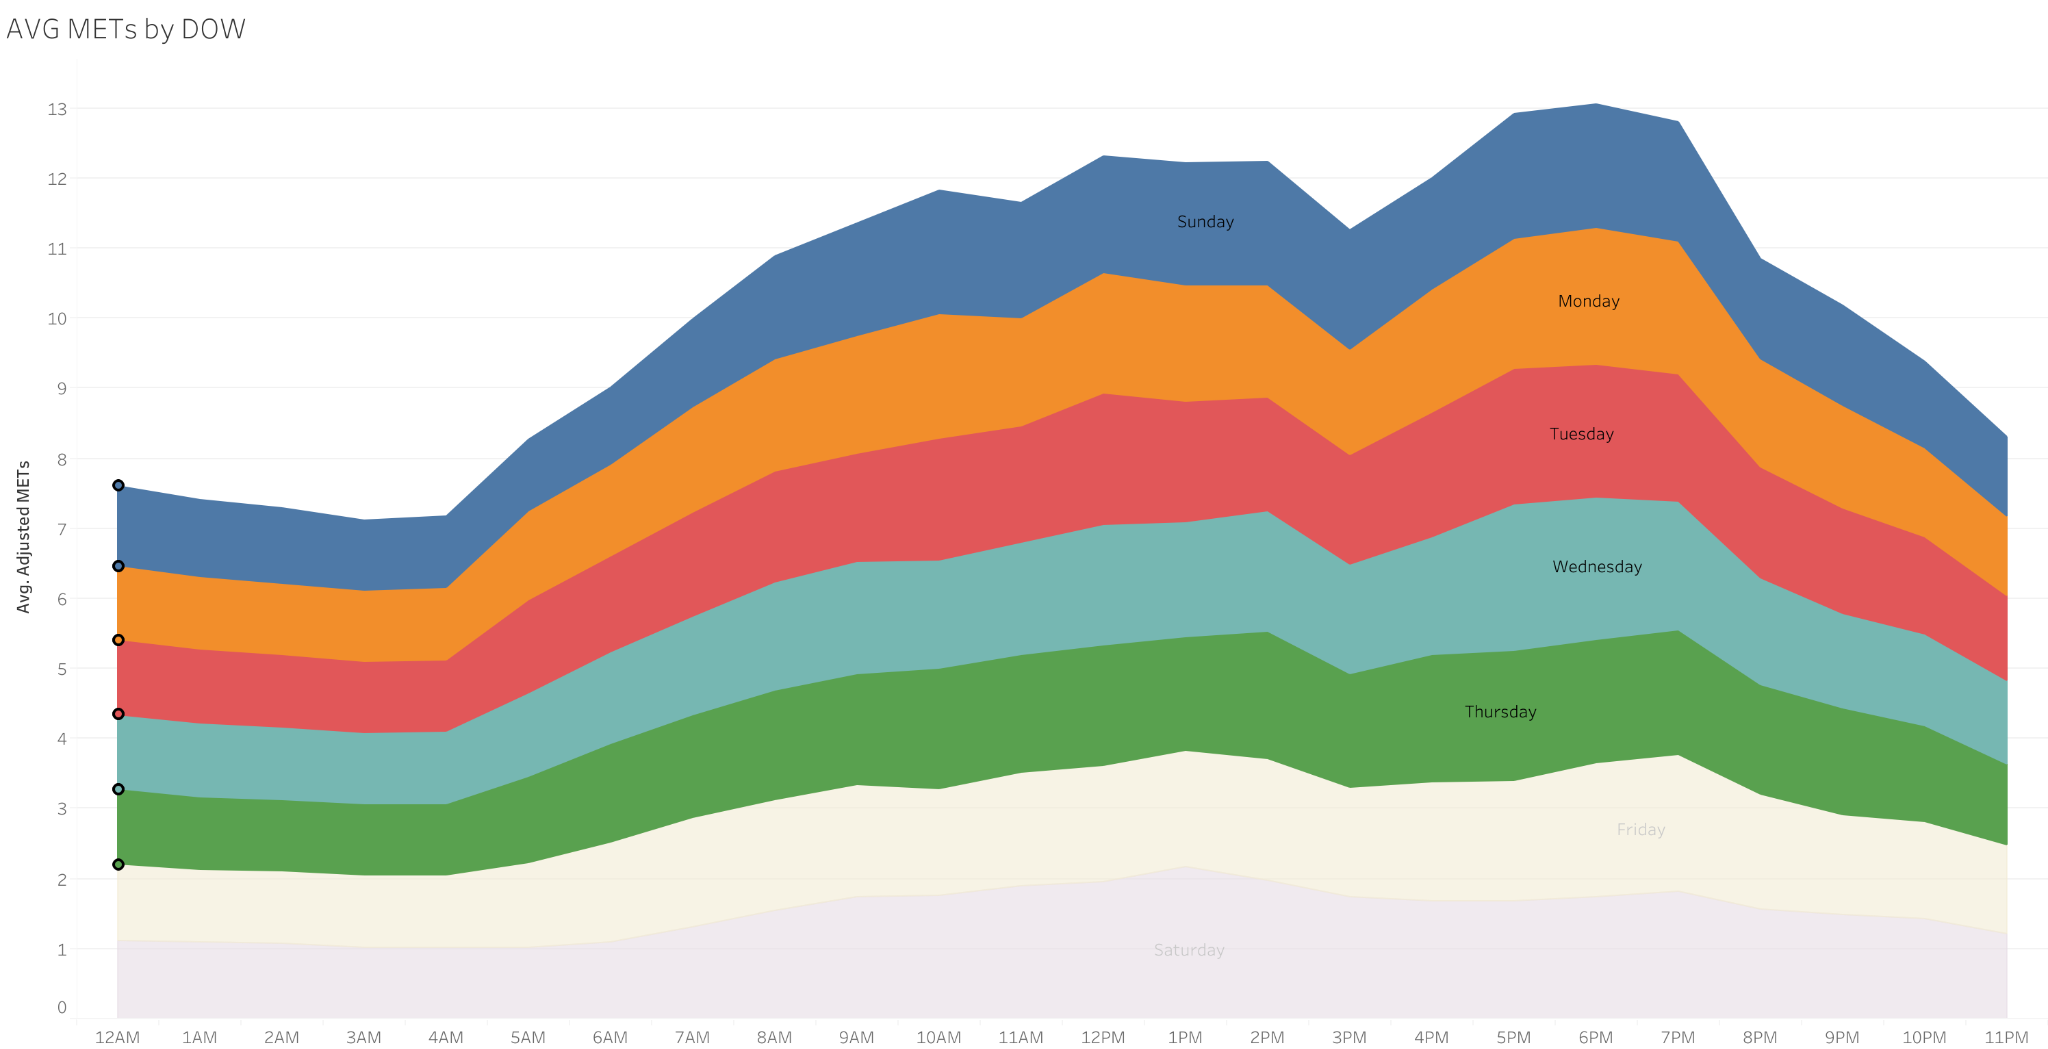 AVG METs by DOW
13
12
11
10
9
8
7
6
5
4
3
2
1
0
Avg. Adjusted METs
Sunday
Monday
Tuesday
Wednesday
Thursday
Friday
Saturday
12AM 1AM 2AM 3AM 4AM 5AM 6AM 7AM 8AM 9AM 10AM 11AM 12PM 1PM 2PM 3PM 4PM 5PM 6PM 7PM 8PM 9PM 10PM 11PM